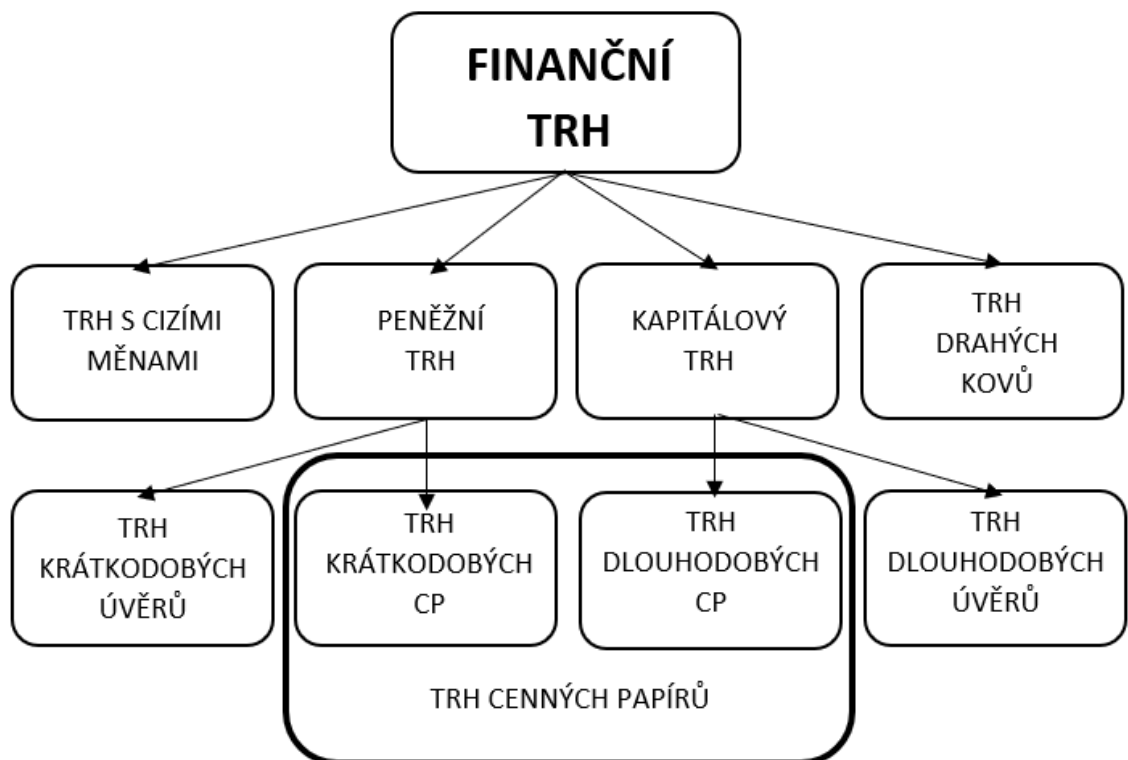 FINANČNÍ
TRH
TRH S CIZÍMI
MĚNAMI
PENĚŽNÍ
TRH
KAPITÁLOVÝ
TRH
TRH
DRAHÝCH
KOVŮ
TRH
KRÁTKODOBÝCH
ÚVĚRŮ
TRH
KRÁTKODOBÝCH
CP
TRH
DLOUHODOBÝCH
CP
TRH
DLOUHODOBÝCH
ÚVĚRŮ
TRH CENNÝCH PAPÍRŮ